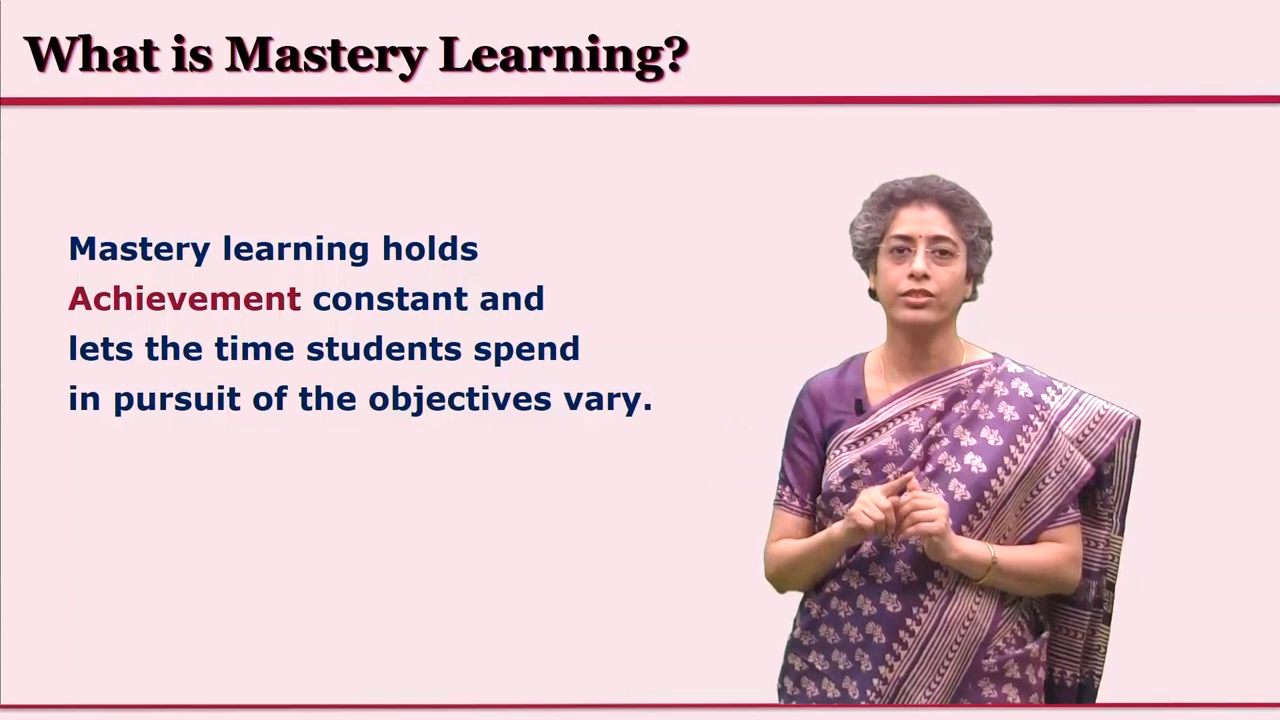 What is Mastery Learning?
Mastery learning holds
Achievement constant and
lets the time students spend
in pursuit of the objectives vary.